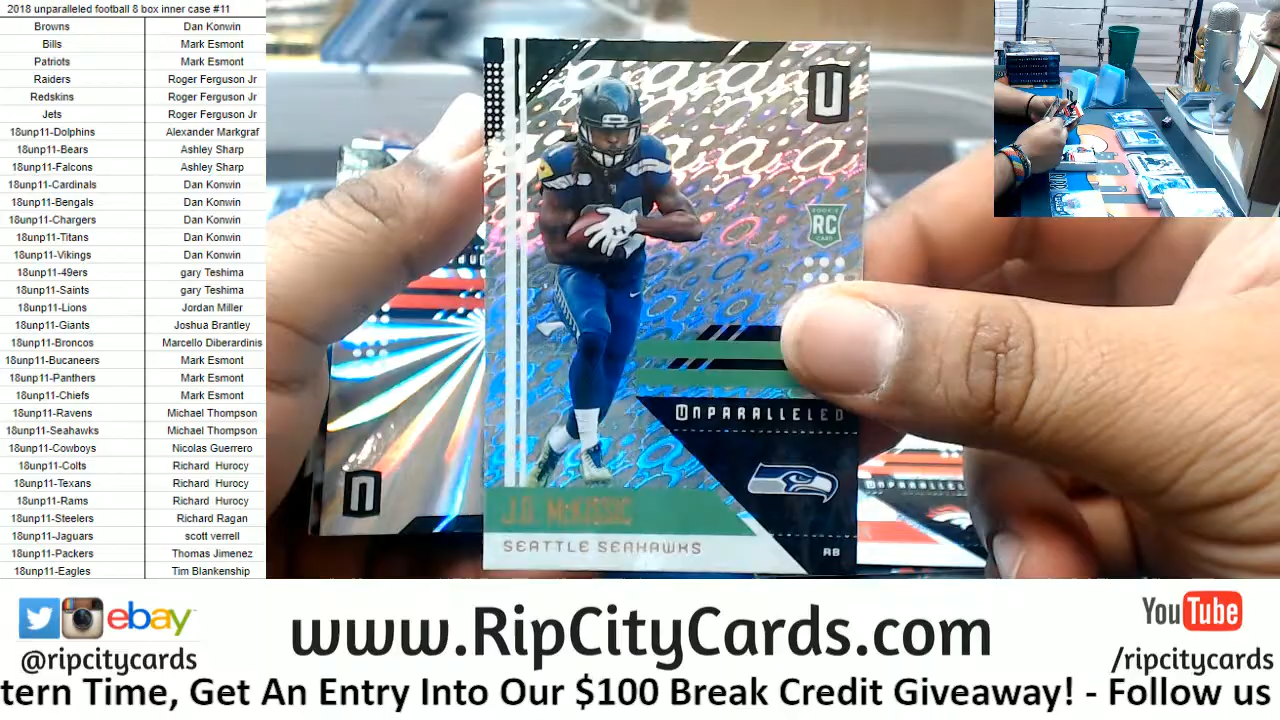 2018 unparalleled football 8 box inner case #11
Browns Dan Konwin
Bills Mark Esmont
Patriots Mark Esmont
Raiders Roger Ferguson Jr
Redskins Roger Ferguson Jr
Jets Roger Ferguson Jr
18unp11-Dolphins Alexander Markgraf
18unp11-Bears Ashley Sharp
18unp11-Falcons Ashley Sharp
18unp11-Cardinals Dan Konwin
18unp11-Bengals Dan Konwin
18unp11-Chargers Dan Konwin
18unp11-Titans Dan Konwin
18unp11-Vikings Dan Konwin
18unp11-49ers gary Teshima
18unp11-Saints gary Teshima
18unp11-Lions Jordan Miller
18unp11-Giants Joshua Brantley
18unp11-Broncos Marcello Diberardinis
18unp11-Bucaneers Mark Esmont
18unp11-Panthers Mark Esmont
18unp11-Chiefs Mark Esmont
18unp11-Ravens Michael Thompson
18unp11-Seahawks Michael Thompson
18unp11-Cowboys Nicolas Guerrero
18unp11-Colts Richard Hurocy
18unp11-Texans Richard Hurocy
18unp11-Rams Richard Hurocy
18unp11-Steelers Richard Ragan
18unp11-Jaguars scott verrell
18unp11-Packers Thomas Jimenez
18unp11-Eagles Tim Blankenship
U
ROOKIE
RC
CARD
UNPARALLELED
J.D. McKISSIC
SEATTLE SEAHAWKS
RB
U
UNPARALLELED
ebay
@ripcitycards
www.RipCityCards.com
YouTube
/ripcitycards
tern Time, Get An Entry Into Our $100 Break Credit Giveaway! - Follow us